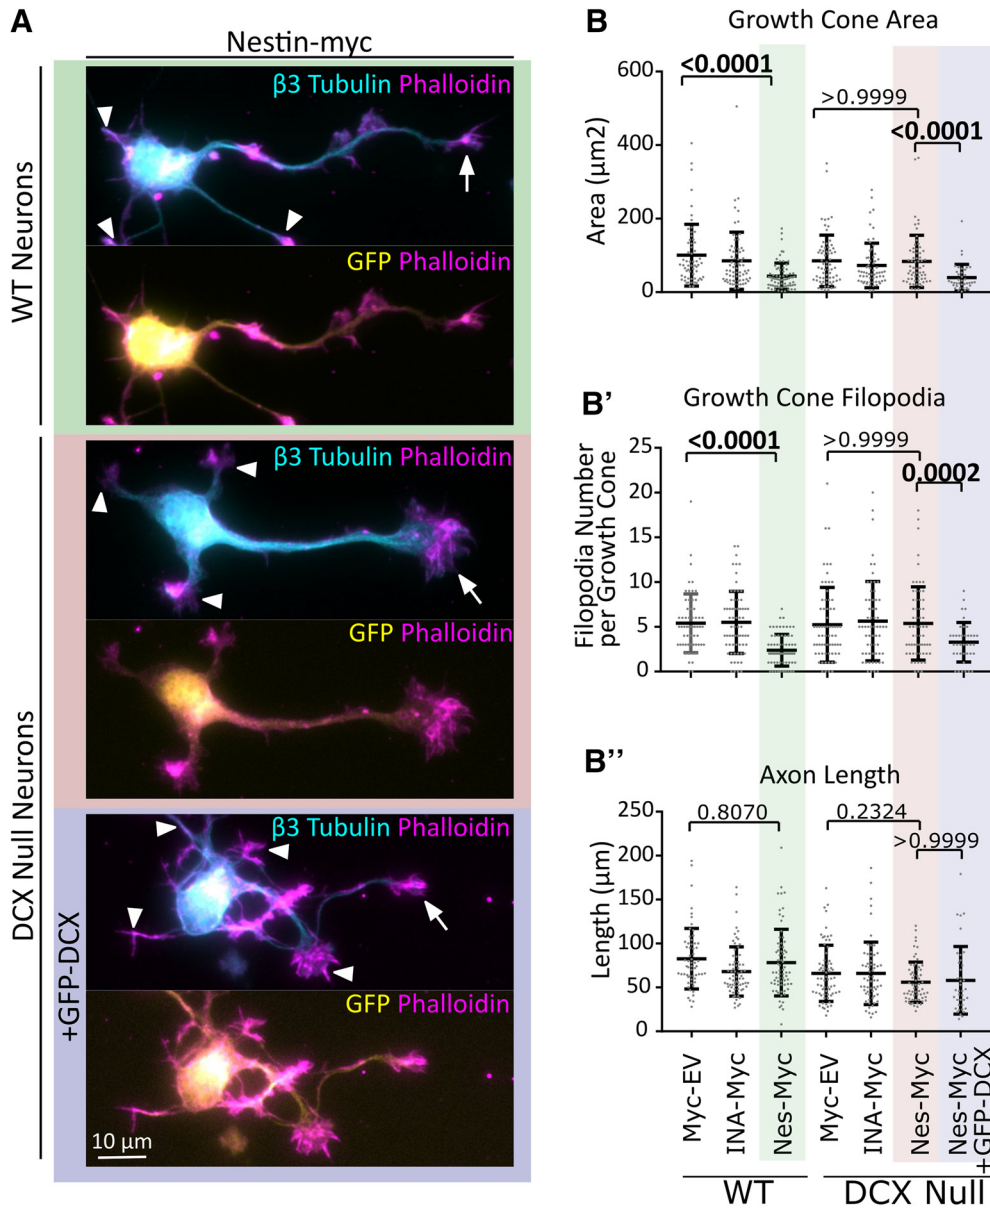 A
Nestin-myc
WT Neurons
β3 Tubulin Phalloidin
GFP Phalloidin
DCX Null Neurons
β3 Tubulin Phalloidin
GFP Phalloidin
+GFP-DCX
β3 Tubulin Phalloidin
GFP Phalloidin
10 μm
B
Growth Cone Area
Area (μm2)
600
400
200
0
<0.0001
>0.9999
<0.0001
B’
Growth Cone Filopodia
Filopodia Number
per Growth Cone
25
20
15
10
5
0
<0.0001
>0.9999
0.0002
B’’
Axon Length
Length (μm)
250
200
150
100
50
0
0.8070
0.2324
>0.9999
Myc-EV
INA-Myc
Nes-Myc
Myc-EV
INA-Myc
Nes-Myc
Nes-Myc
+GFP-DCX
WT
DCX Null